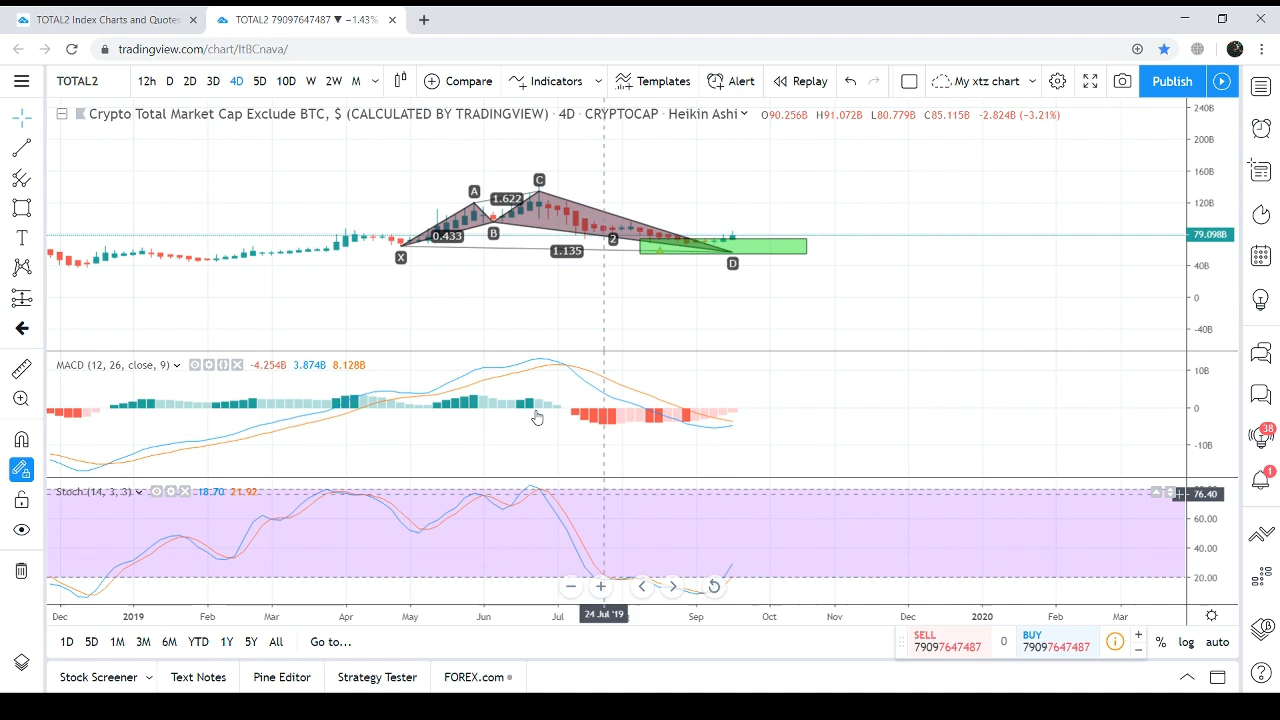 TOTAL2 Index Charts and Quotes
TOTAL2 79097647487 ▼ −1.43%
tradingview.com/chart/ItBCnava/
TOTAL2 12h D 2D 3D 4D 5D 10D W 2W M Compare Indicators Templates Alert Replay My xtz chart Publish
Crypto Total Market Cap Exclude BTC, $ (CALCULATED BY TRADINGVIEW) · 4D · CRYPTOCAP · Heikin Ashi O90.256B H91.072B L80.779B C85.115B −2.824B (−3.21%)
240B
200B
160B
120B
79.098B
40B
0
-40B
X
A
B
C
D
0.433
1.622
1.135
2
MACD (12, 26, close, 9) -4.254B 3.874B 8.128B
10B
0
-10B
Stoch (14, 3, 3) 18.70 21.92
76.40
60.00
40.00
20.00
Dec 2019 Feb Mar Apr May Jun Jul 24 Jul '19 Sep Oct Nov Dec 2020 Feb Mar
1D 5D 1M 3M 6M YTD 1Y 5Y All Go to...
SELL
79097647487
0
BUY
79097647487
% log auto
Stock Screener Text Notes Pine Editor Strategy Tester FOREX.com
38
1